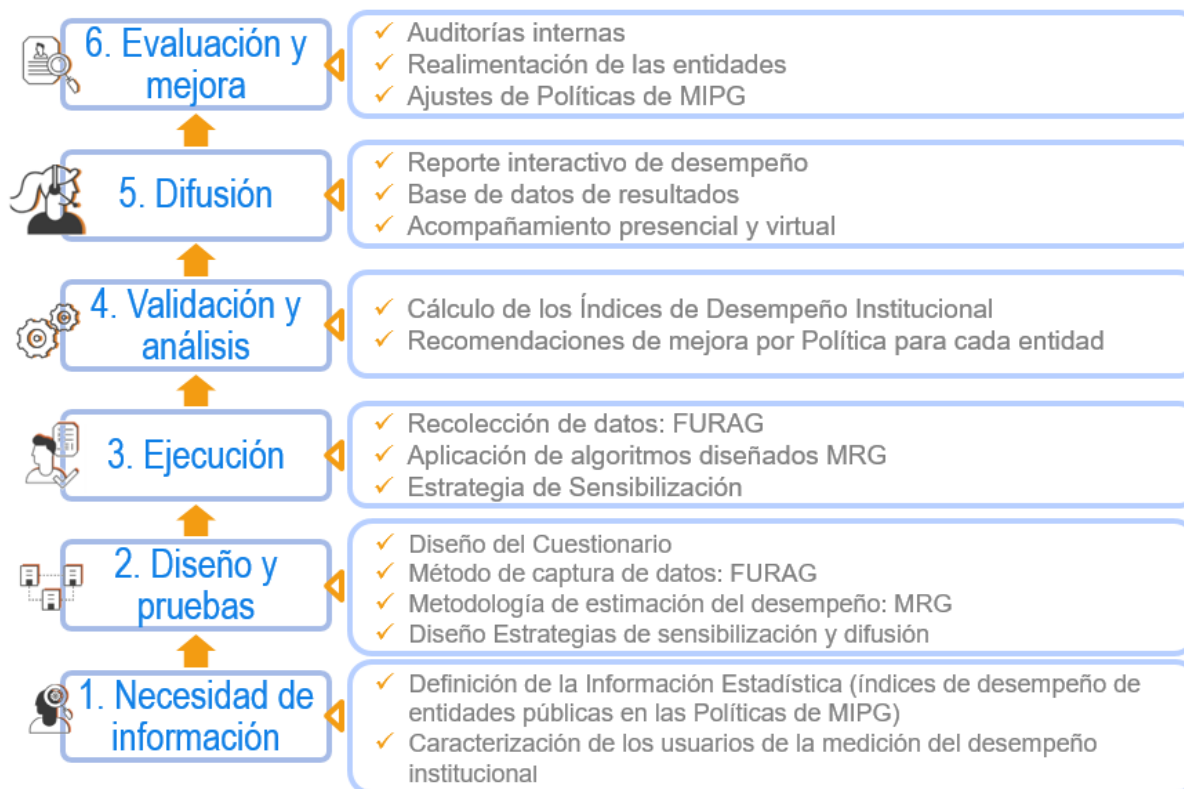 6. Evaluación y
mejora
✓ Auditorías internas
✓ Realimentación de las entidades
✓ Ajustes de Políticas de MIPG
5. Difusión
✓ Reporte interactivo de desempeño
✓ Base de datos de resultados
✓ Acompañamiento presencial y virtual
4. Validación y
análisis
✓ Cálculo de los Índices de Desempeño Institucional
✓ Recomendaciones de mejora por Política para cada entidad
3. Ejecución
✓ Recolección de datos: FURAG
✓ Aplicación de algoritmos diseñados MRG
✓ Estrategia de Sensibilización
2. Diseño y
pruebas
✓ Diseño del Cuestionario
✓ Método de captura de datos: FURAG
✓ Metodología de estimación del desempeño: MRG
✓ Diseño Estrategias de sensibilización y difusión
1. Necesidad de
información
✓ Definición de la Información Estadística (índices de desempeño de
entidades públicas en las Políticas de MIPG)
✓ Caracterización de los usuarios de la medición del desempeño
institucional